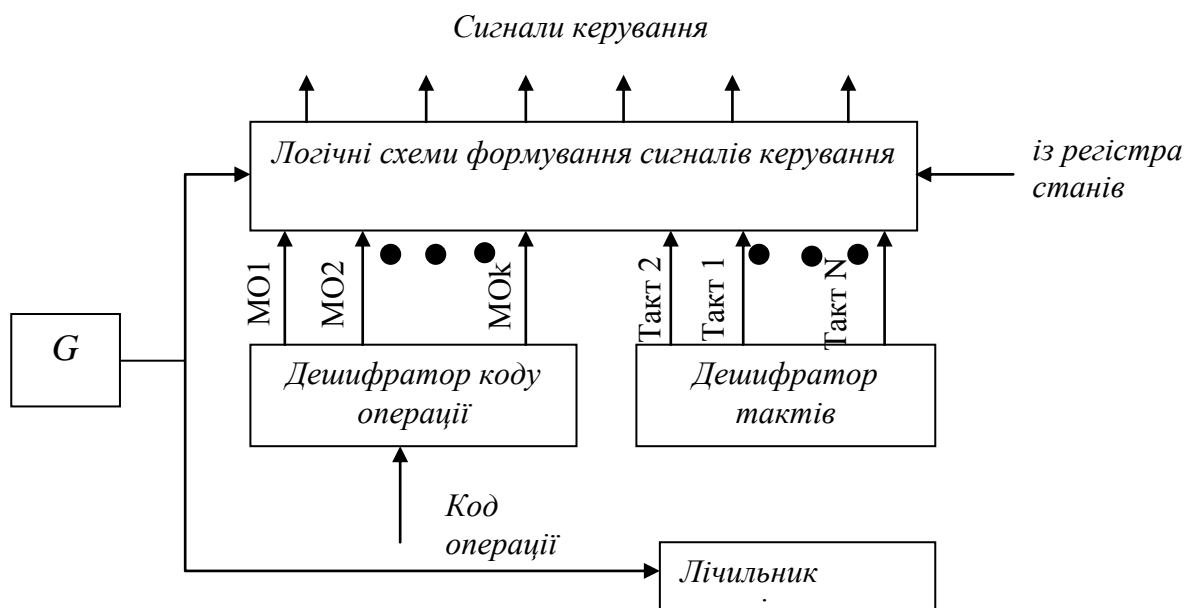 Сигнали керування
Логічні схеми формування сигналів керування
із регістра
станів
МО1
МО2
МОk
Такт 2
Такт 1
Такт N
G
Дешифратор коду
операції
Дешифратор
тактів
Код
операції
Лічильник